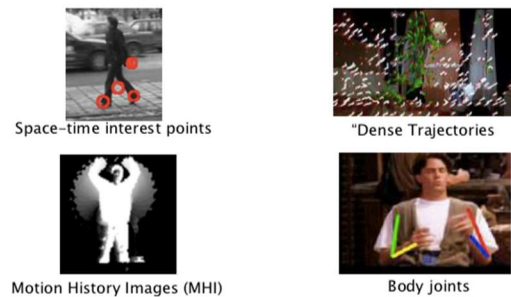 Space-time interest points
“Dense Trajectories
Motion History Images (MHI)
Body joints